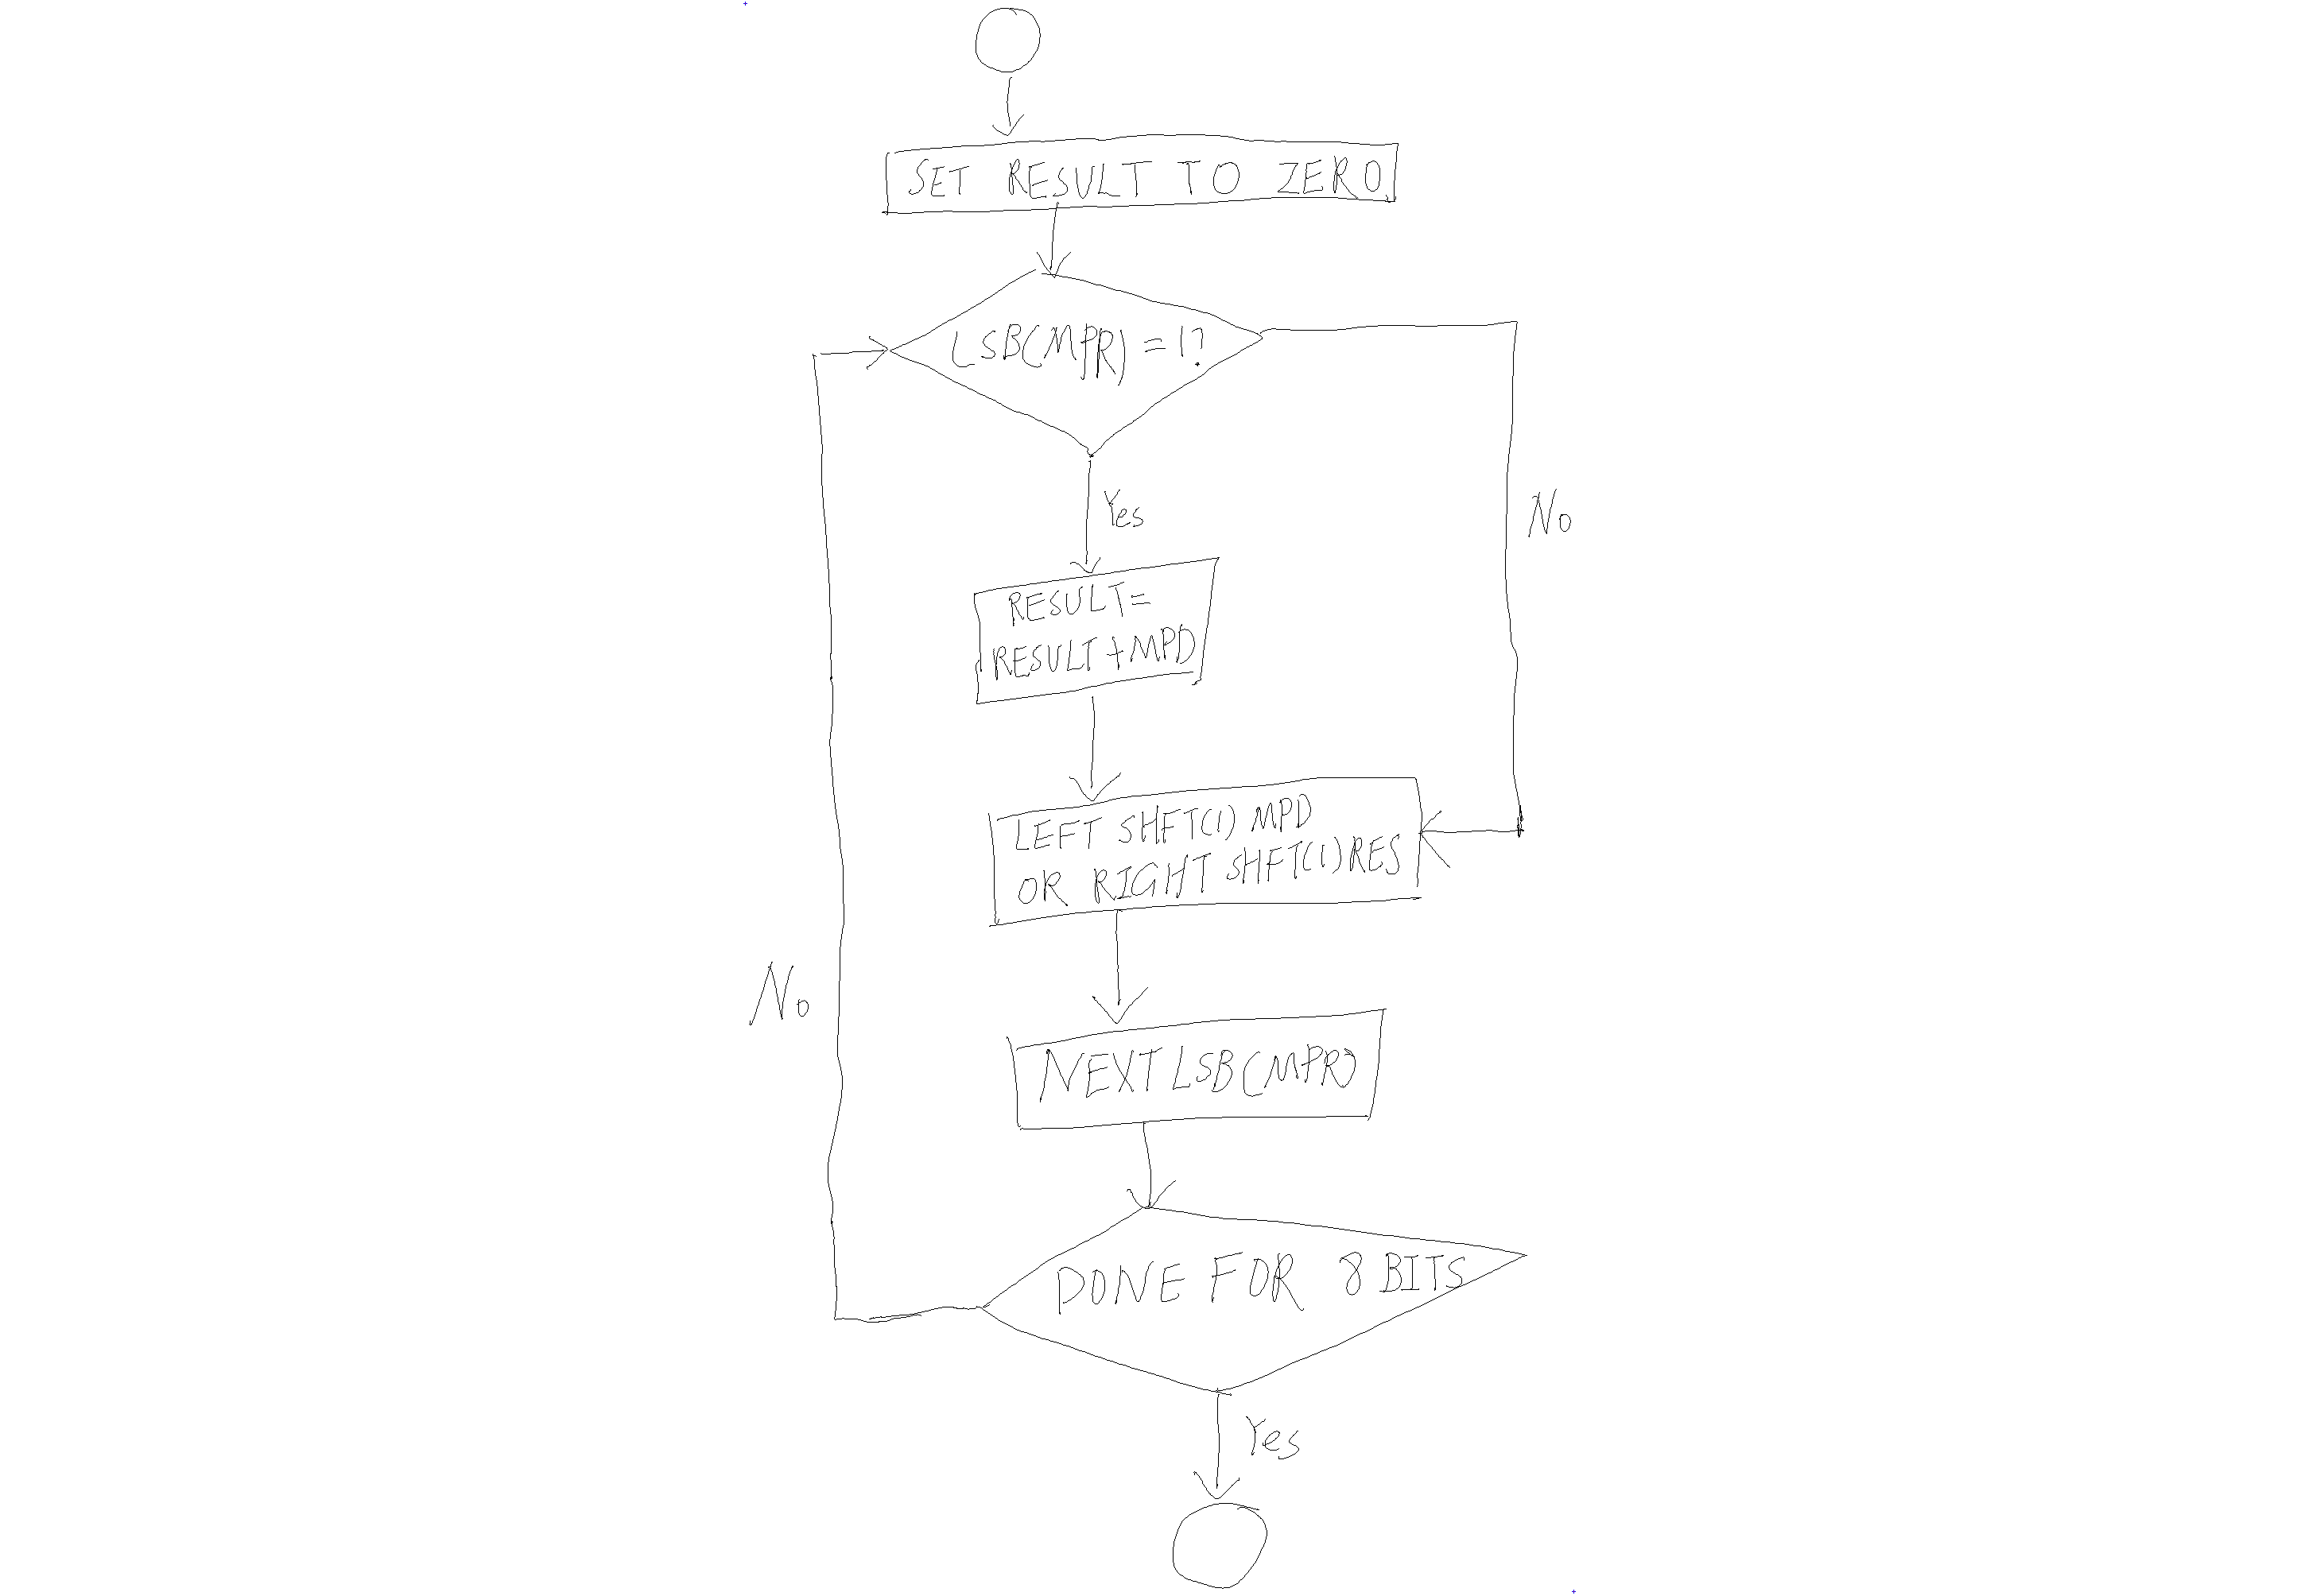 SET RESULT TO ZERO
LSB(MPR)=1?
Yes
No
RESULT=
RESULT+MPD
LEFT SHFT(1) MPD
OR RIGHT SHFT(1) RES
No
NEXT LSB(MPR)
DONE FOR 8 BITS
Yes